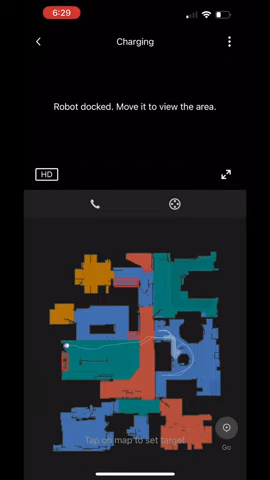 6:29
Charging
Robot docked. Move it to view the area.
HD
Tap on map to set target
Go